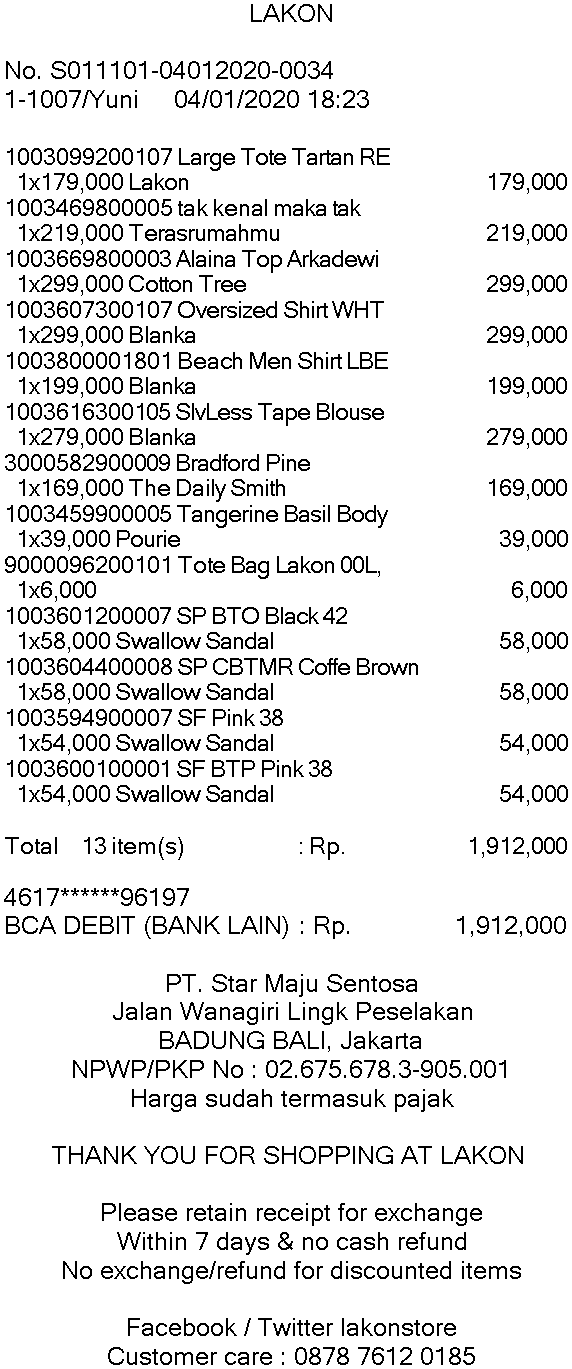 LAKON
No. S011101-04012020-0034
1-1007/Yuni 04/01/2020 18:23
1003099200107 Large Tote Tartan RE
1x179,000 Lakon 179,000
1003469800005 tak kenal maka tak
1x219,000 Terasrumahmu 219,000
1003669800003 Alaina Top Arkadewi
1x299,000 Cotton Tree 299,000
1003607300107 Oversized Shirt WHT
1x299,000 Blanka 299,000
1003800001801 Beach Men Shirt LBE
1x199,000 Blanka 199,000
1003616300105 SlvLess Tape Blouse
1x279,000 Blanka 279,000
3000582900009 Bradford Pine
1x169,000 The Daily Smith 169,000
1003459900005 Tangerine Basil Body
1x39,000 Pourie 39,000
9000096200101 Tote Bag Lakon 00L,
1x6,000 6,000
1003601200007 SP BTO Black 42
1x58,000 Swallow Sandal 58,000
1003604400008 SP CBTMR Coffe Brown
1x58,000 Swallow Sandal 58,000
1003594900007 SF Pink 38
1x54,000 Swallow Sandal 54,000
1003600100001 SF BTP Pink 38
1x54,000 Swallow Sandal 54,000
Total 13 item(s) : Rp. 1,912,000
4617******96197
BCA DEBIT (BANK LAIN) : Rp. 1,912,000
PT. Star Maju Sentosa
Jalan Wanagiri Lingk Peselakan
BADUNG BALI, Jakarta
NPWP/PKP No : 02.675.678.3-905.001
Harga sudah termasuk pajak
THANK YOU FOR SHOPPING AT LAKON
Please retain receipt for exchange
Within 7 days & no cash refund
No exchange/refund for discounted items
Facebook / Twitter lakonstore
Customer care : 0878 7612 0185